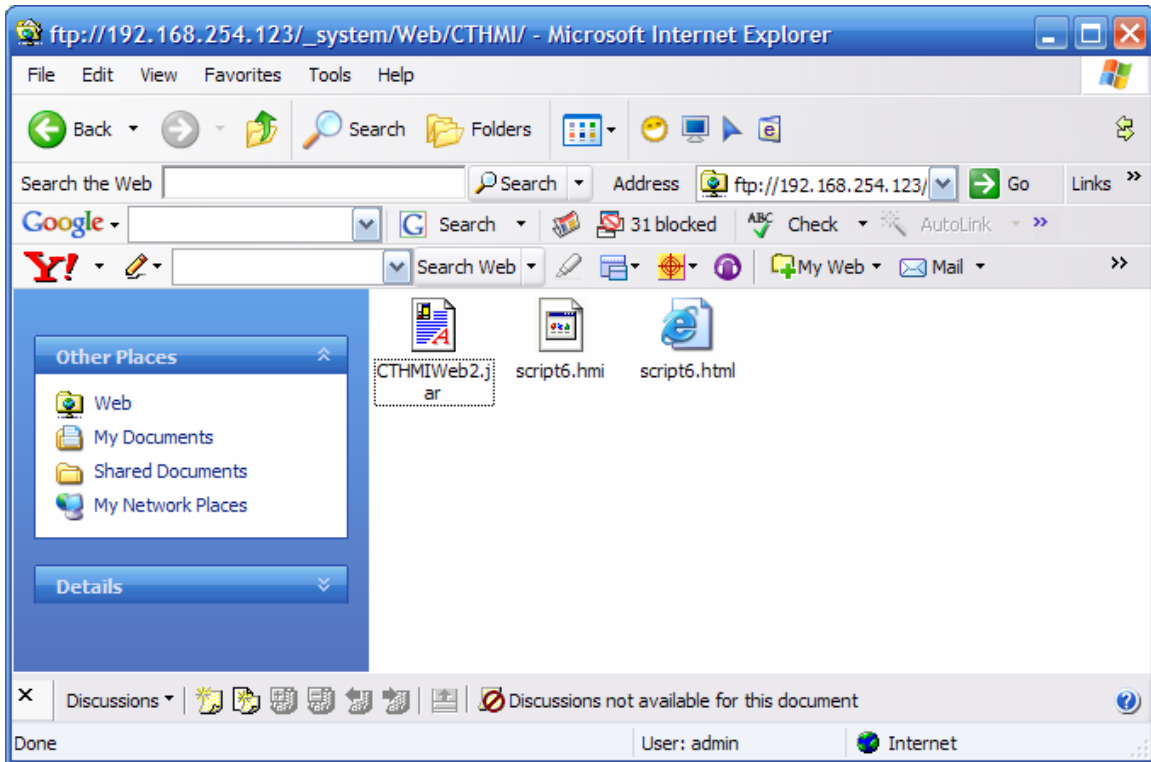 ftp://192.168.254.123/_system/Web/CTHMI/ - Microsoft Internet Explorer
File Edit View Favorites Tools Help
Back Search Folders
Search the Web Search Address ftp://192.168.254.123/ Go Links »
Google G Search 31 blocked ABC Check AutoLink »
Y! Search Web My Web Mail »
Other Places
Web
My Documents
Shared Documents
My Network Places
Details
CTHMIWeb2.j
ar
script6.hmi
script6.html
X Discussions Discussions not available for this document
Done User: admin Internet